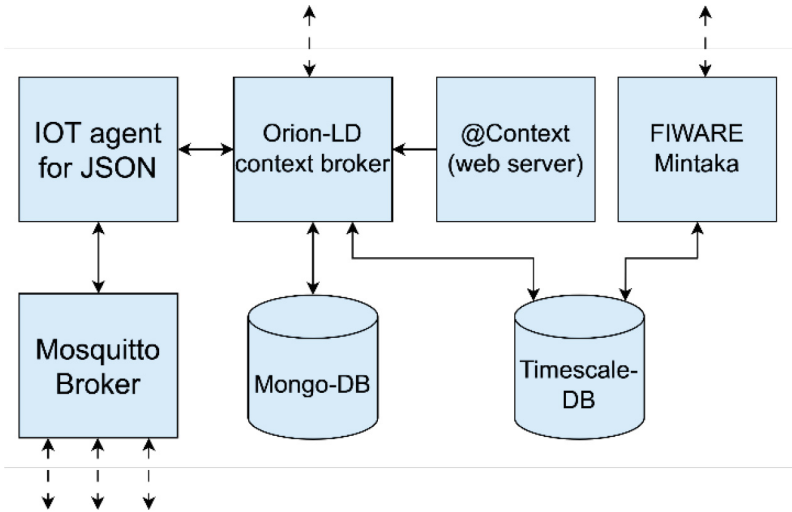 IOT agent
for JSON
Orion-LD
context broker
@Context
(web server)
FIWARE
Mintaka
Mosquitto
Broker
Mongo-DB
Timescale-
DB